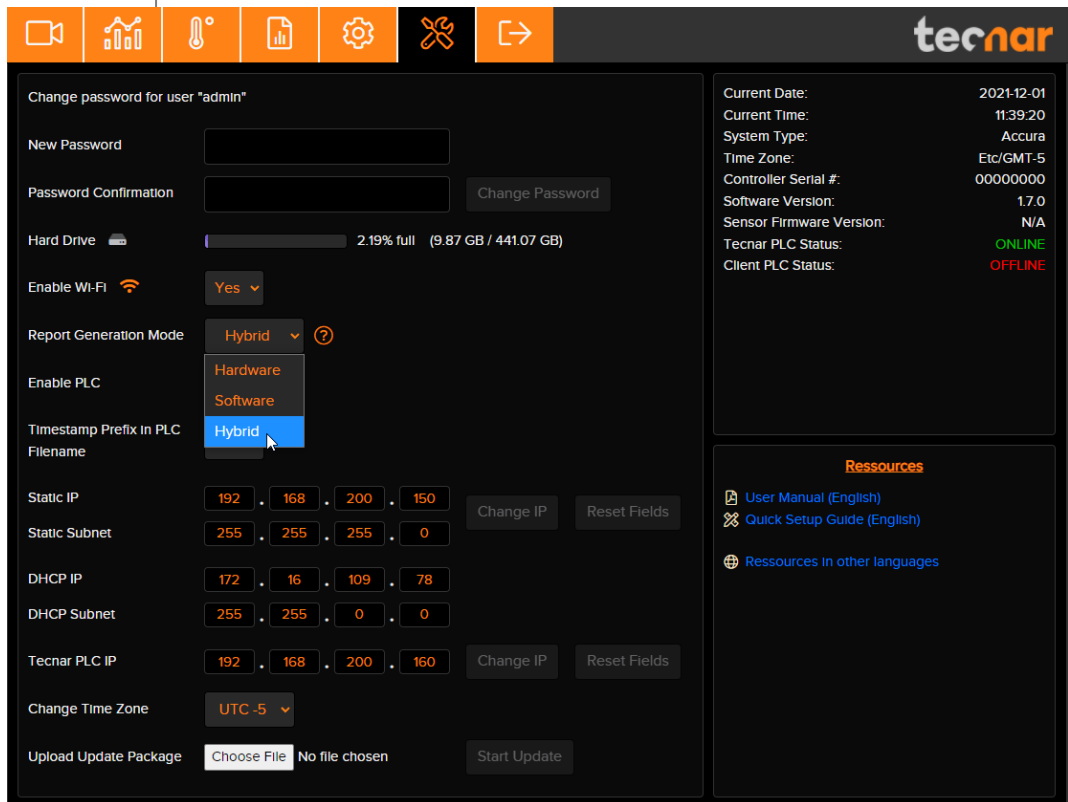 tecnar
Change password for user "admin"
New Password
Password Confirmation
Change Password
Hard Drive
2.19% full (9.87 GB / 441.07 GB)
Enable Wi-Fi
Yes
Report Generation Mode
Hybrid
?
Hardware
Software
Hybrid
Enable PLC
Timestamp Prefix in PLC
Filename
Static IP
192 . 168 . 200 . 150
Change IP
Reset Fields
Static Subnet
255 . 255 . 255 . 0
DHCP IP
172 . 16 . 109 . 78
DHCP Subnet
255 . 255 . 0 . 0
Tecnar PLC IP
192 . 168 . 200 . 160
Change IP
Reset Fields
Change Time Zone
UTC -5
Upload Update Package
Choose File No file chosen
Start Update
Current Date: 2021-12-01
Current Time: 11:39:20
System Type: Accura
Time Zone: Etc/GMT-5
Controller Serial #: 00000000
Software Version: 1.7.0
Sensor Firmware Version: N/A
Tecnar PLC Status: ONLINE
Client PLC Status: OFFLINE
Ressources
User Manual (English)
Quick Setup Guide (English)
Ressources in other languages